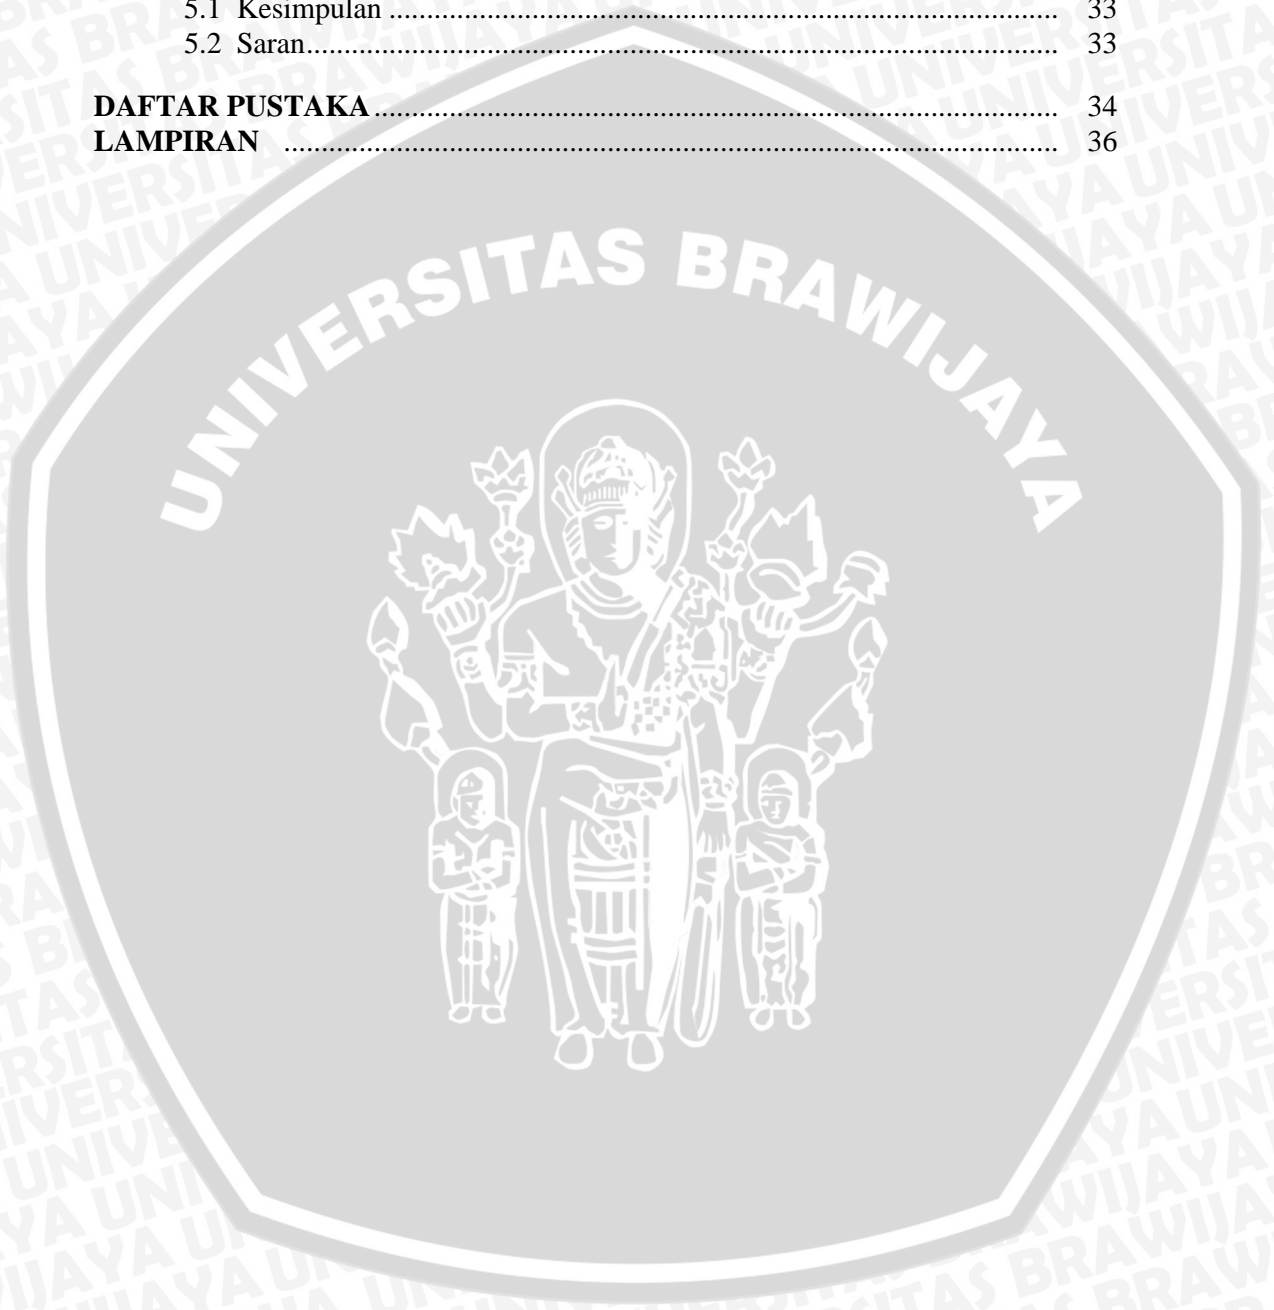 5.1 Kesimpulan ........................................................................................... 33
5.2 Saran...................................................................................................... 33
DAFTAR PUSTAKA ............................................................................................. 34
LAMPIRAN ......................................................................................................... 36
UNIVERSITAS BRAWIJAYA